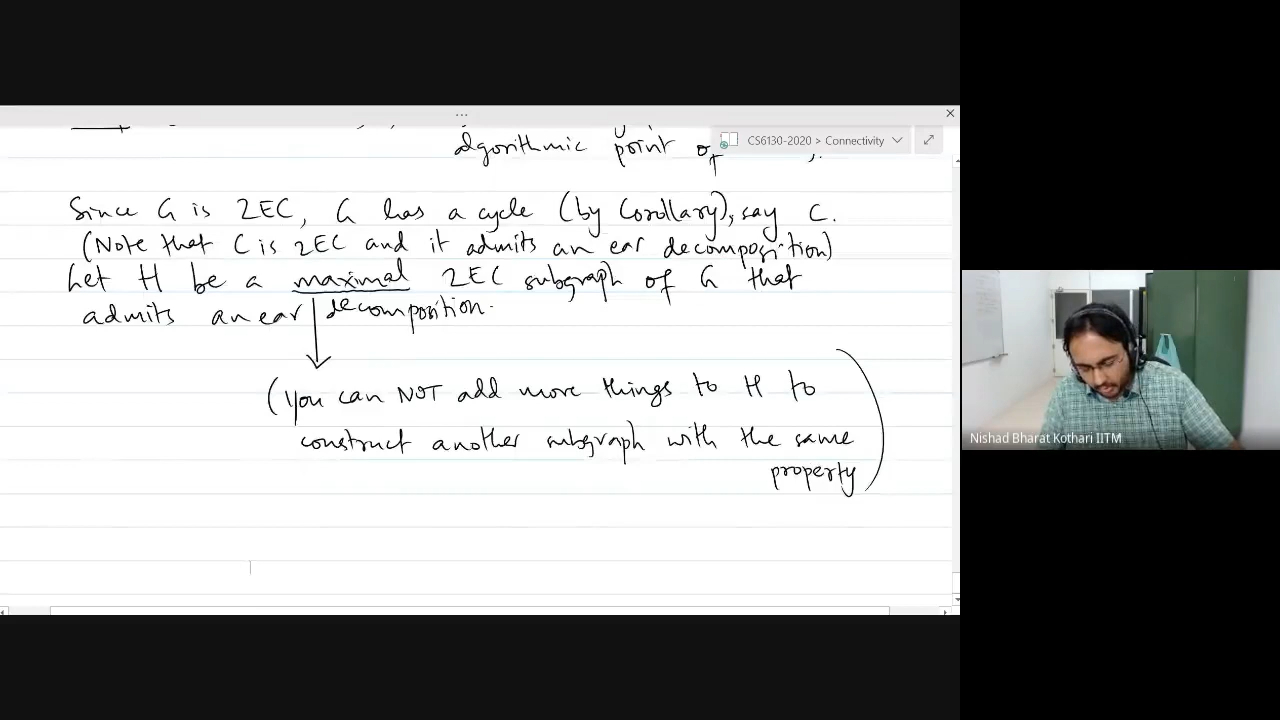 algorithmic point of
CS6130-2020 > Connectivity
Since G is 2EC, G has a cycle (by Corollary), say C.
(Note that C is 2EC and it admits an ear decomposition)
Let H be a maximal 2EC subgraph of G that
admits an ear decomposition.
(you can NOT add more things to H to
construct another subgraph with the same
property)
Nishad Bharat Kothari IITM